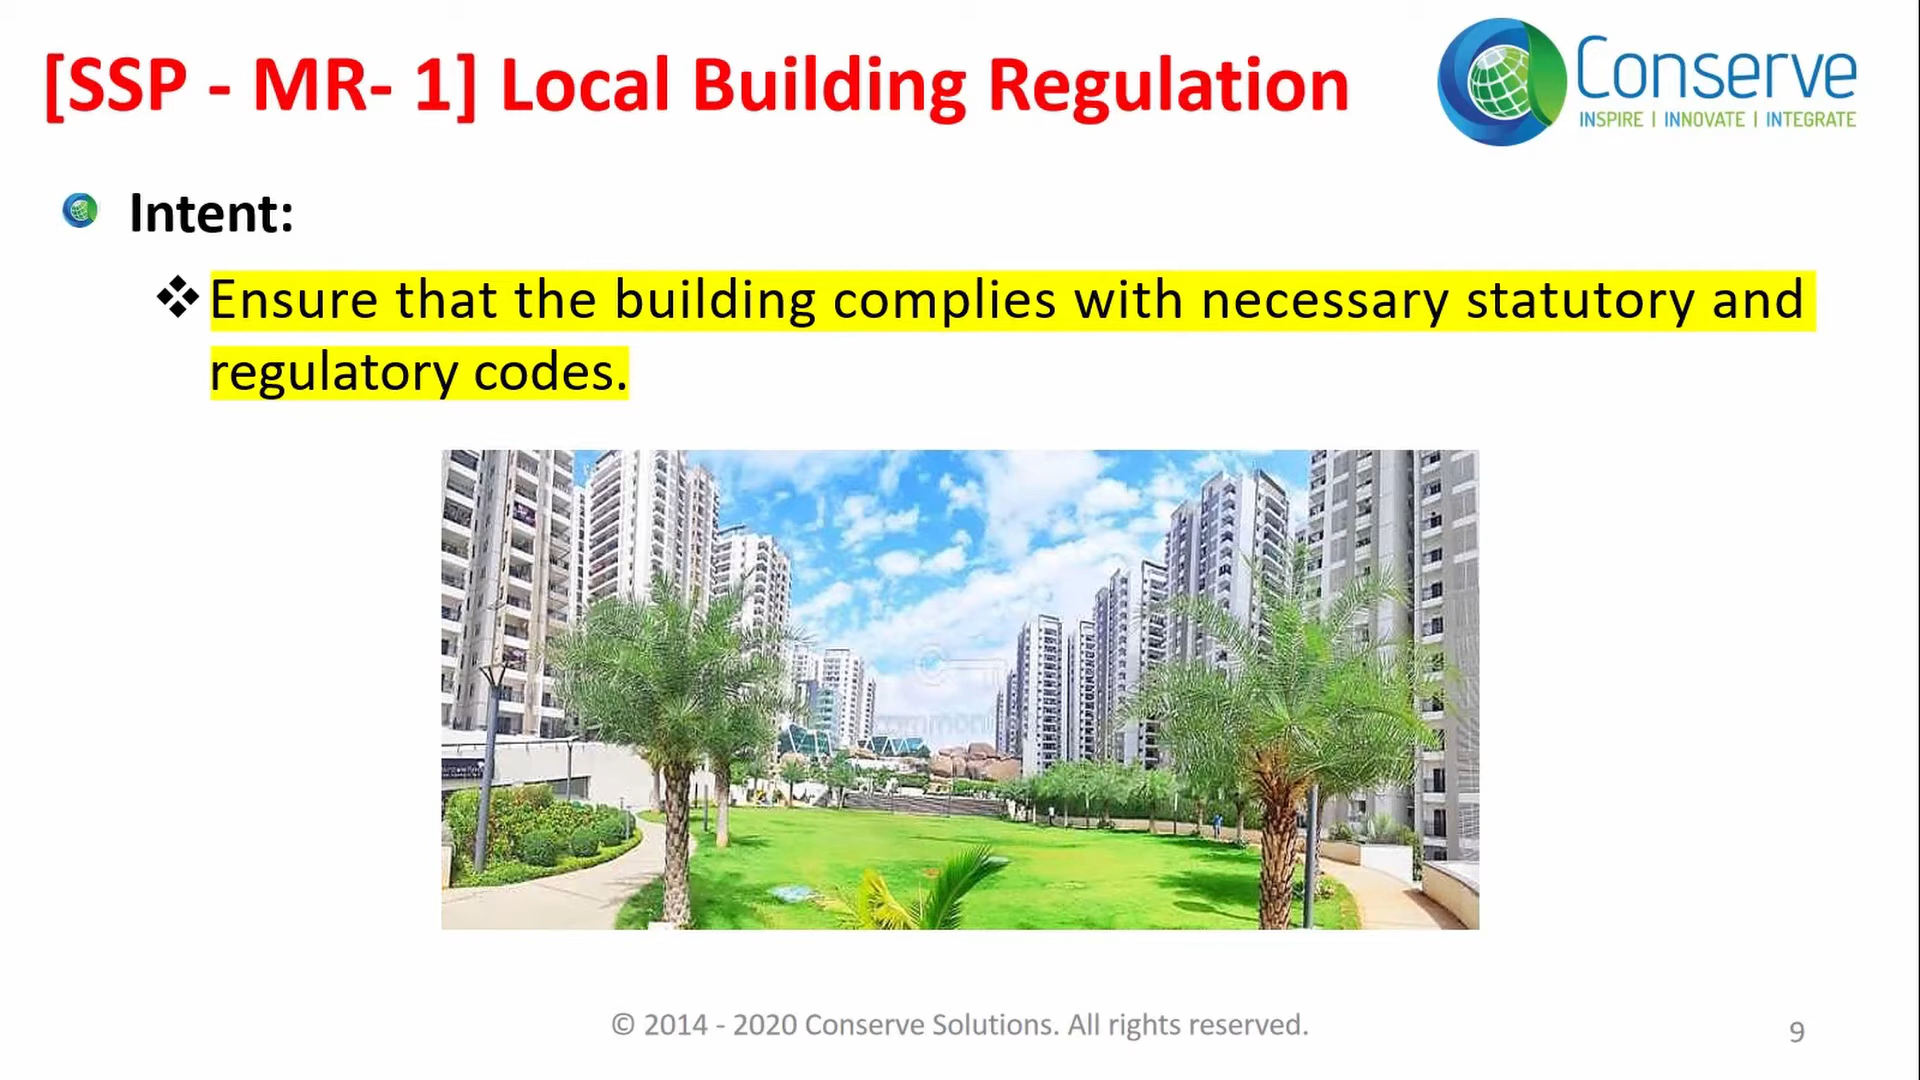 [SSP - MR- 1] Local Building Regulation
Conserve
INSPIRE | INNOVATE | INTEGRATE
Intent:
Ensure that the building complies with necessary statutory and
regulatory codes.
© 2014 - 2020 Conserve Solutions. All rights reserved.
9